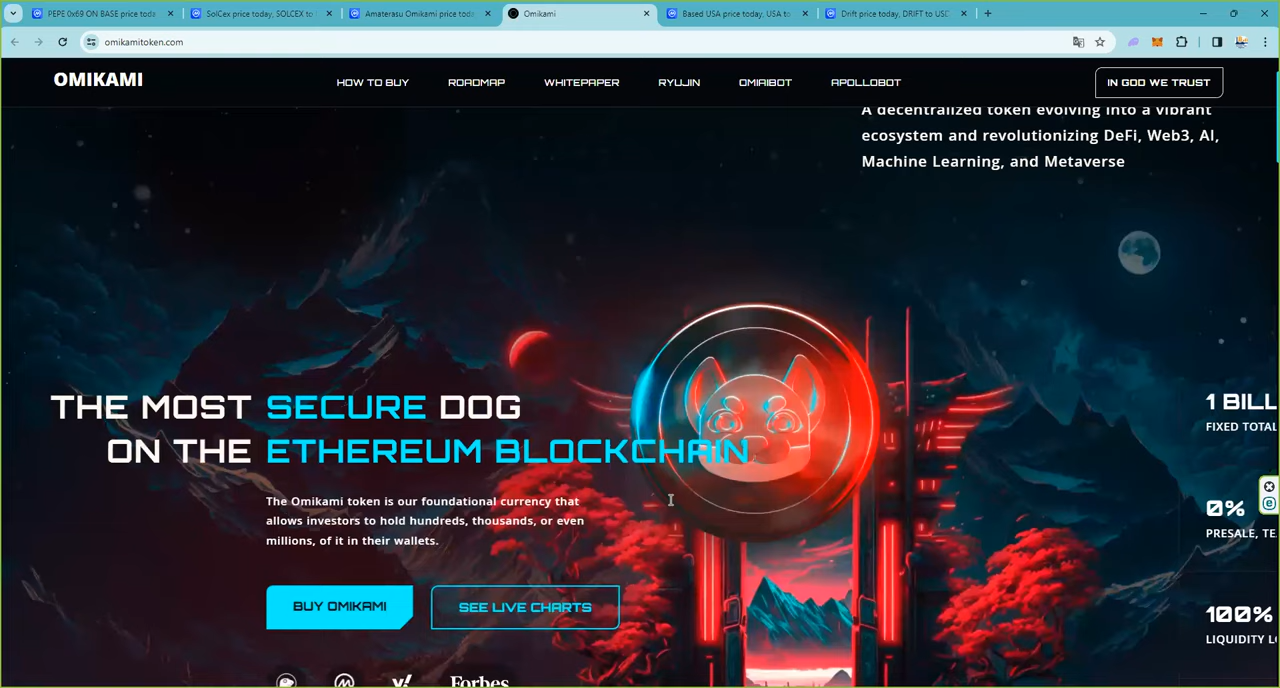 PEPE 0x69 ON BASE price toda
SolCex price today, SOLCEX to
Amaterasu Omikami price toda
Omikami
Based USA price today, USA to
Drift price today, DRIFT to USD
omikamitoken.com
OMIKAMI
HOW TO BUY
ROADMAP
WHITEPAPER
RYUJIN
OMIAIBOT
APOLLOBOT
IN GOD WE TRUST
A decentralized token evolving into a vibrant
ecosystem and revolutionizing DeFi, Web3, AI,
Machine Learning, and Metaverse
THE MOST SECURE DOG
ON THE ETHEREUM BLOCKCHAIN
The Omikami token is our foundational currency that
allows investors to hold hundreds, thousands, or even
millions, of it in their wallets.
BUY OMIKAMI
SEE LIVE CHARTS
Forbes
1 BILL
FIXED TOTAL
0%
PRESALE, TE
100%
LIQUIDITY L